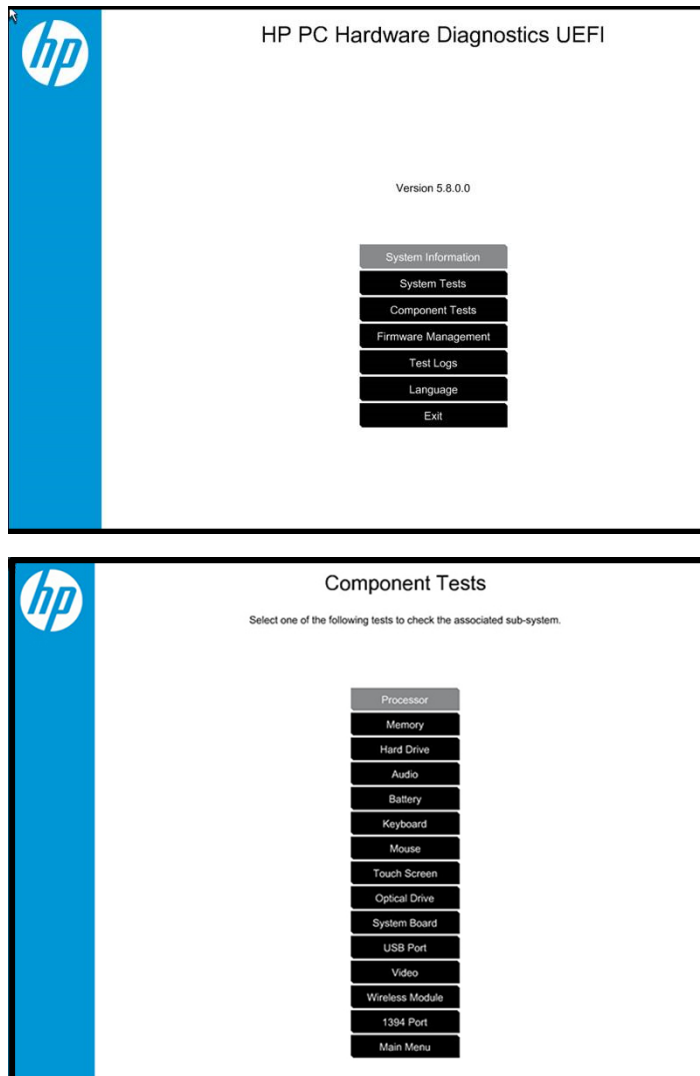 hp
HP PC Hardware Diagnostics UEFI
Version 5.8.0.0
System Information
System Tests
Component Tests
Firmware Management
Test Logs
Language
Exit
hp
Component Tests
Select one of the following tests to check the associated sub-system.
Processor
Memory
Hard Drive
Audio
Battery
Keyboard
Mouse
Touch Screen
Optical Drive
System Board
USB Port
Video
Wireless Module
1394 Port
Main Menu